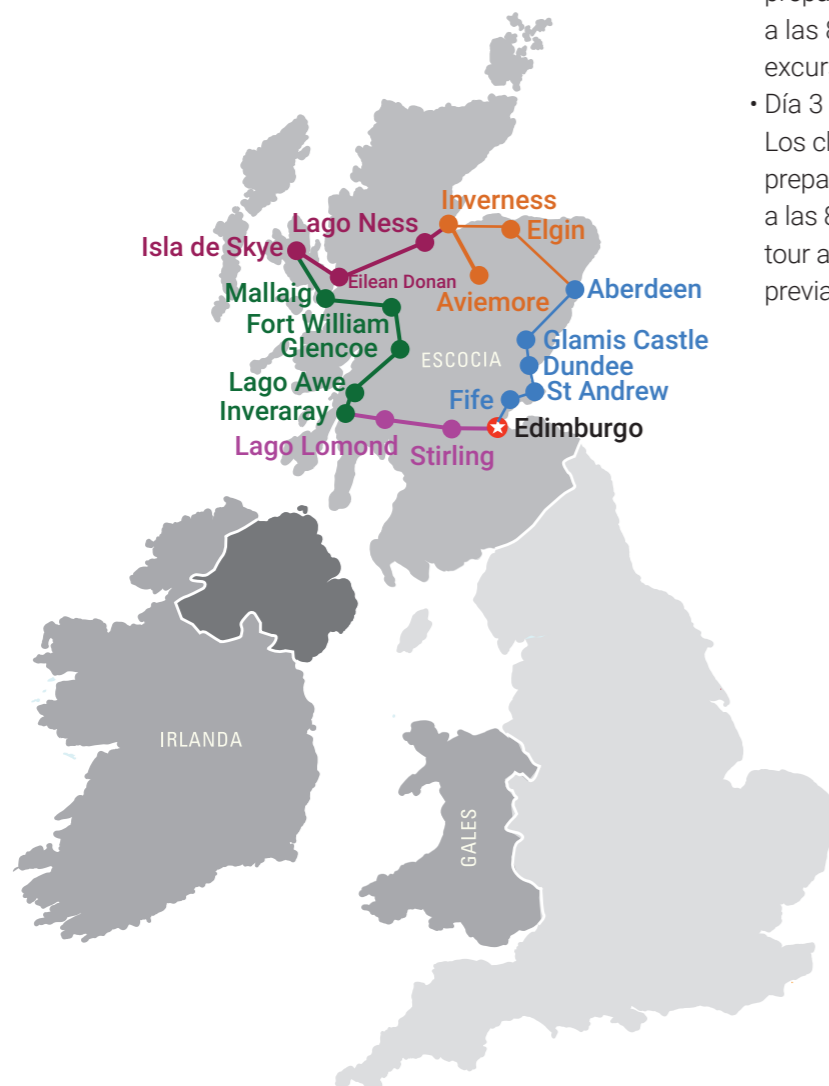 a las 8
excurs
• Día 3
Los cl
prepa
a las 8
tour a
previa
Inverness
Lago Ness
Elgin
Isla de Skye
Eilean Donan
Mallaig
Aviemore
Aberdeen
Fort William
Glencoe
Glamis Castle
ESCOCIA
Dundee
Lago Awe
St Andrew
Fife
Inveraray
Edimburgo
Lago Lomond
Stirling
IRLANDA
GALES